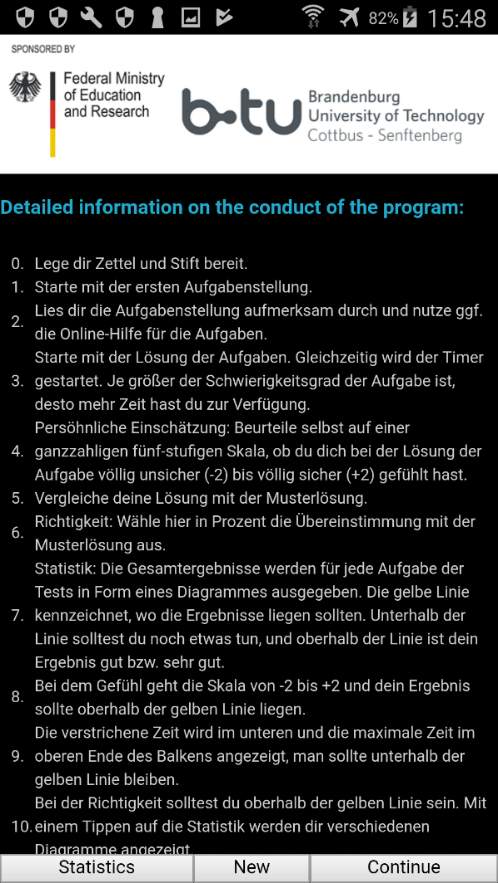 82% 15:48
SPONSORED BY
Federal Ministry
of Education
and Research
b-tu
Brandenburg
University of Technology
Cottbus - Senftenberg
Detailed information on the conduct of the program:
0. Lege dir Zettel und Stift bereit.
1. Starte mit der ersten Aufgabenstellung.
2. Lies dir die Aufgabenstellung aufmerksam durch und nutze ggf.
die Online-Hilfe für die Aufgaben.
Starte mit der Lösung der Aufgaben. Gleichzeitig wird der Timer
3. gestartet. Je größer der Schwierigkeitsgrad der Aufgabe ist,
desto mehr Zeit hast du zur Verfügung.
Persöhnliche Einschätzung: Beurteile selbst auf einer
4. ganzzahligen fünf-stufigen Skala, ob du dich bei der Lösung der
Aufgabe völlig unsicher (-2) bis völlig sicher (+2) gefühlt hast.
5. Vergleiche deine Lösung mit der Musterlösung.
6. Richtigkeit: Wähle hier in Prozent die Übereinstimmung mit der
Musterlösung aus.
Statistik: Die Gesamtergebnisse werden für jede Aufgabe der
Tests in Form eines Diagrammes ausgegeben. Die gelbe Linie
7. kennzeichnet, wo die Ergebnisse liegen sollten. Unterhalb der
Linie solltest du noch etwas tun, und oberhalb der Linie ist dein
Ergebnis gut bzw. sehr gut.
8. Bei dem Gefühl geht die Skala von -2 bis +2 und dein Ergebnis
sollte oberhalb der gelben Linie liegen.
Die verstrichene Zeit wird im unteren und die maximale Zeit im
9. oberen Ende des Balkens angezeigt, man sollte unterhalb der
gelben Linie bleiben.
Bei der Richtigkeit solltest du oberhalb der gelben Linie sein. Mit
10. einem Tippen auf die Statistik werden dir verschiedenen
Diagramme angezeigt.
Statistics New Continue